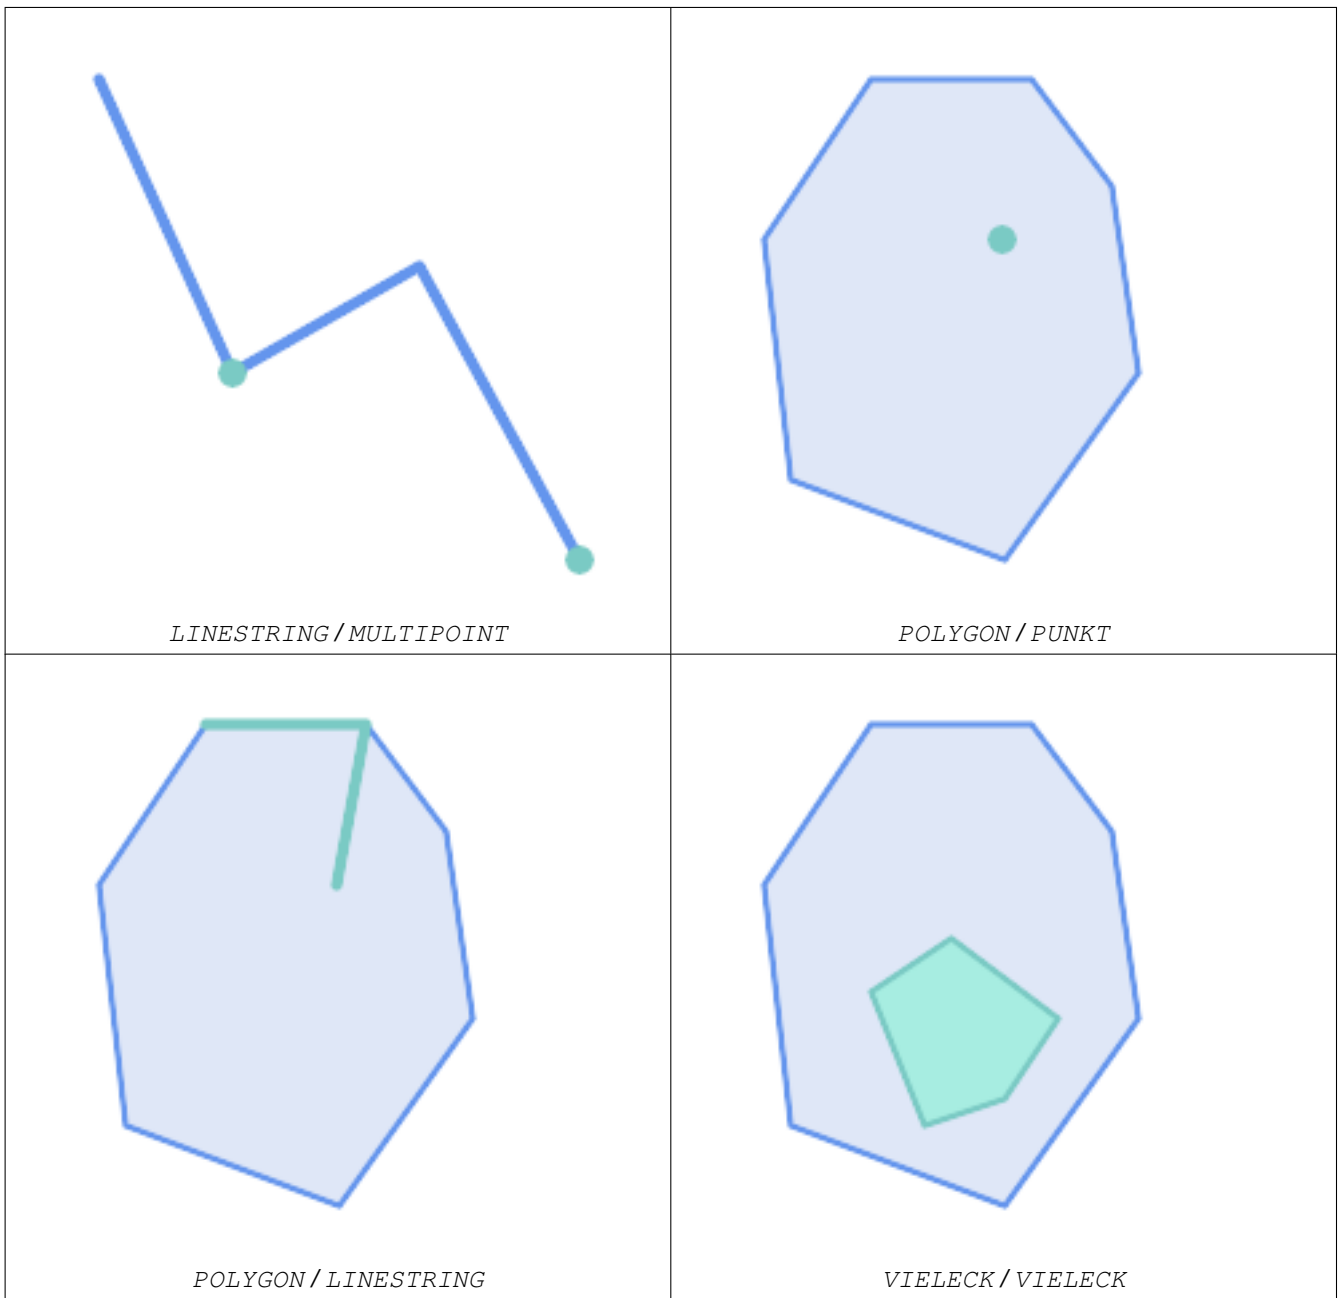 LINESTRING / MULTIPOINT
POLYGON / PUNKT
POLYGON / LINESTRING
VIELECK / VIELECK